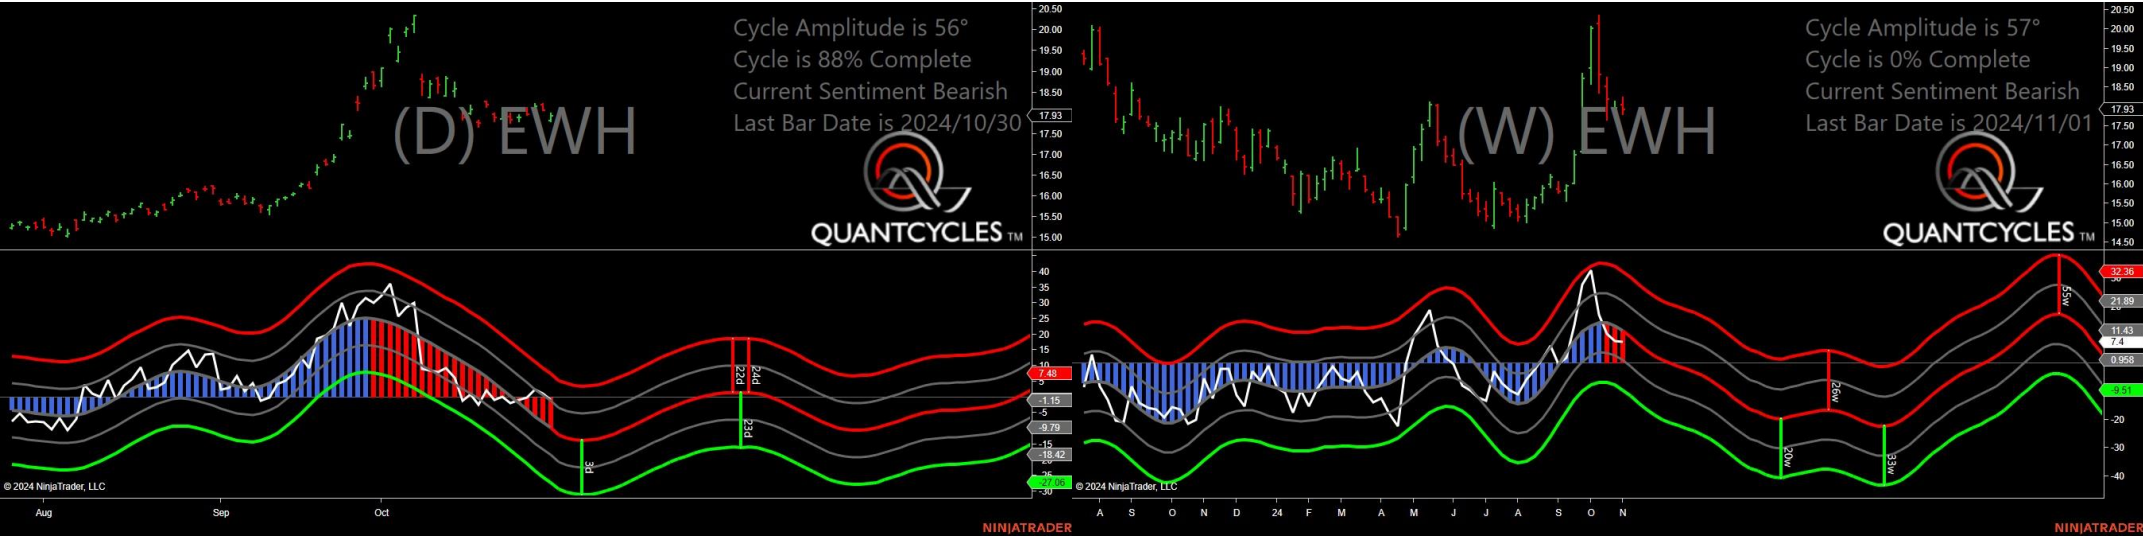 Cycle Amplitude is 56°
Cycle is 88% Complete
Current Sentiment Bearish
Last Bar Date is 2024/10/30
(D) EWH
QUANTCYCLES TM
20.50
20.00
19.50
19.00
18.50
17.93
17.50
17.00
16.50
16.00
15.50
15.00
40
35
30
25
20
15
7.48
5
-1.15
-5
-9.79
-15
-18.42
-27.06
-30
3d
22d
24d
23d
© 2024 NinjaTrader, LLC
Aug Sep Oct
NINJATRADER
Cycle Amplitude is 57°
Cycle is 0% Complete
Current Sentiment Bearish
Last Bar Date is 2024/11/01
(W) EWH
QUANTCYCLES TM
20.50
20.00
19.50
19.00
18.50
17.93
17.50
17.00
16.50
16.00
15.50
15.00
14.50
32.36
21.89
11.43
7.4
0.958
-9.51
-20
-30
-40
20w
26w
33w
55w
© 2024 NinjaTrader, LLC
A S O N D 24 F M A M J J A S O N
NINJATRADER